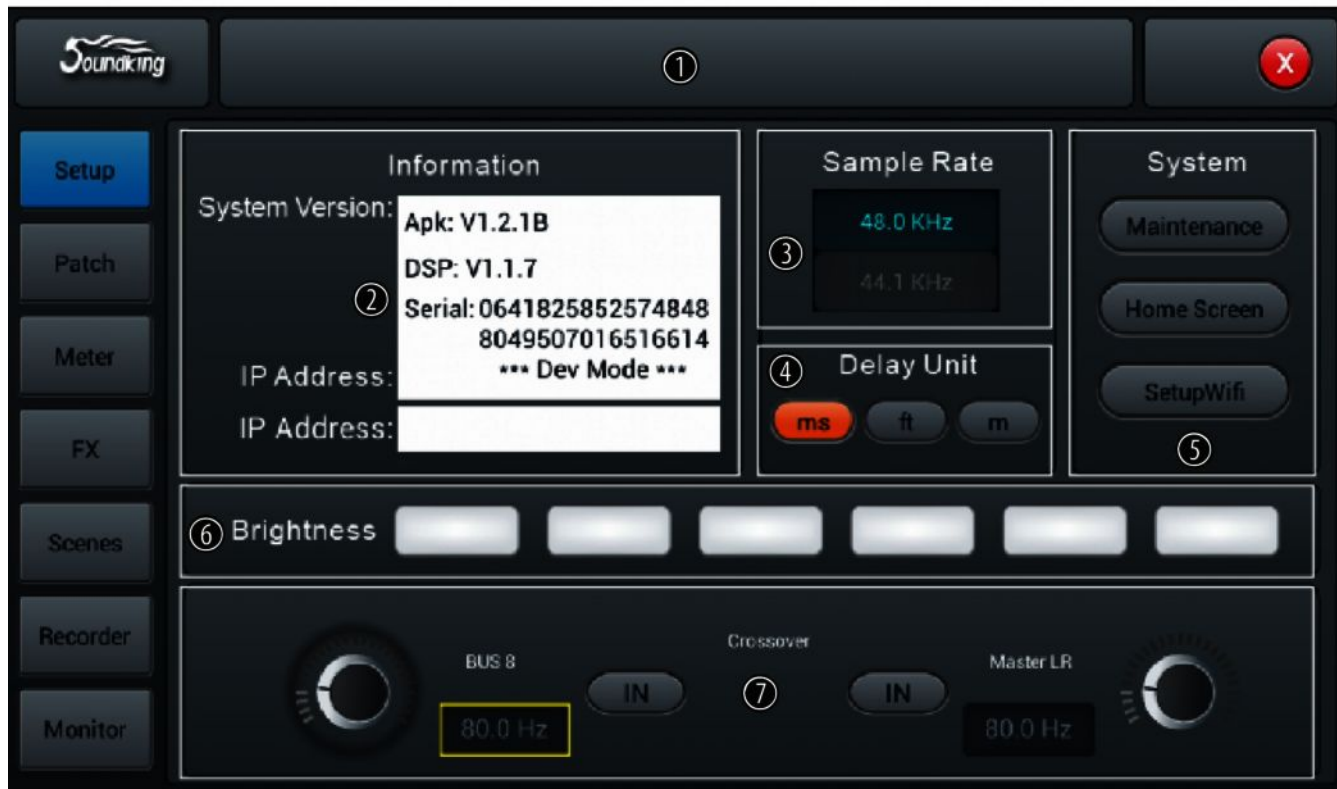 Soundking
①
X
Setup
Patch
Meter
FX
Scenes
Recorder
Monitor
Information
System Version:
Apk: V1.2.1B
DSP: V1.1.7
②
Serial: 0641825852574848
8049507016516614
IP Address: *** Dev Mode ***
IP Address:
Sample Rate
48.0 KHz
③
44.1 KHz
④ Delay Unit
ms ft m
System
Maintenance
Home Screen
SetupWifi
⑤
⑥ Brightness
Crossover
BUS 8
IN
80.0 Hz
⑦
Master LR
IN
80.0 Hz